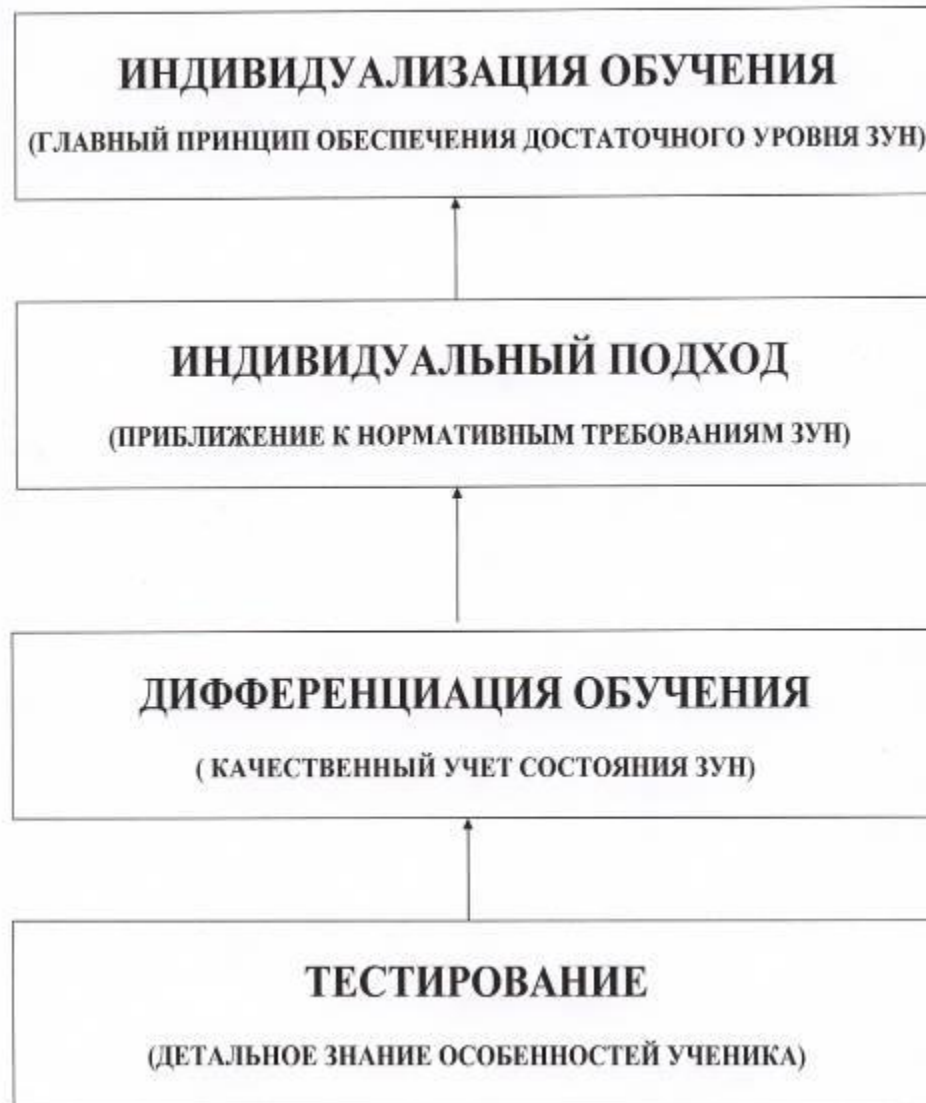 ИНДИВИДУАЛИЗАЦИЯ ОБУЧЕНИЯ
(ГЛАВНЫЙ ПРИНЦИП ОБЕСПЕЧЕНИЯ ДОСТАТОЧНОГО УРОВНЯ ЗУН)
ИНДИВИДУАЛЬНЫЙ ПОДХОД
(ПРИБЛИЖЕНИЕ К НОРМАТИВНЫМ ТРЕБОВАНИЯМ ЗУН)
ДИФФЕРЕНЦИАЦИЯ ОБУЧЕНИЯ
( КАЧЕСТВЕННЫЙ УЧЕТ СОСТОЯНИЯ ЗУН)
ТЕСТИРОВАНИЕ
(ДЕТАЛЬНОЕ ЗНАНИЕ ОСОБЕННОСТЕЙ УЧЕНИКА)